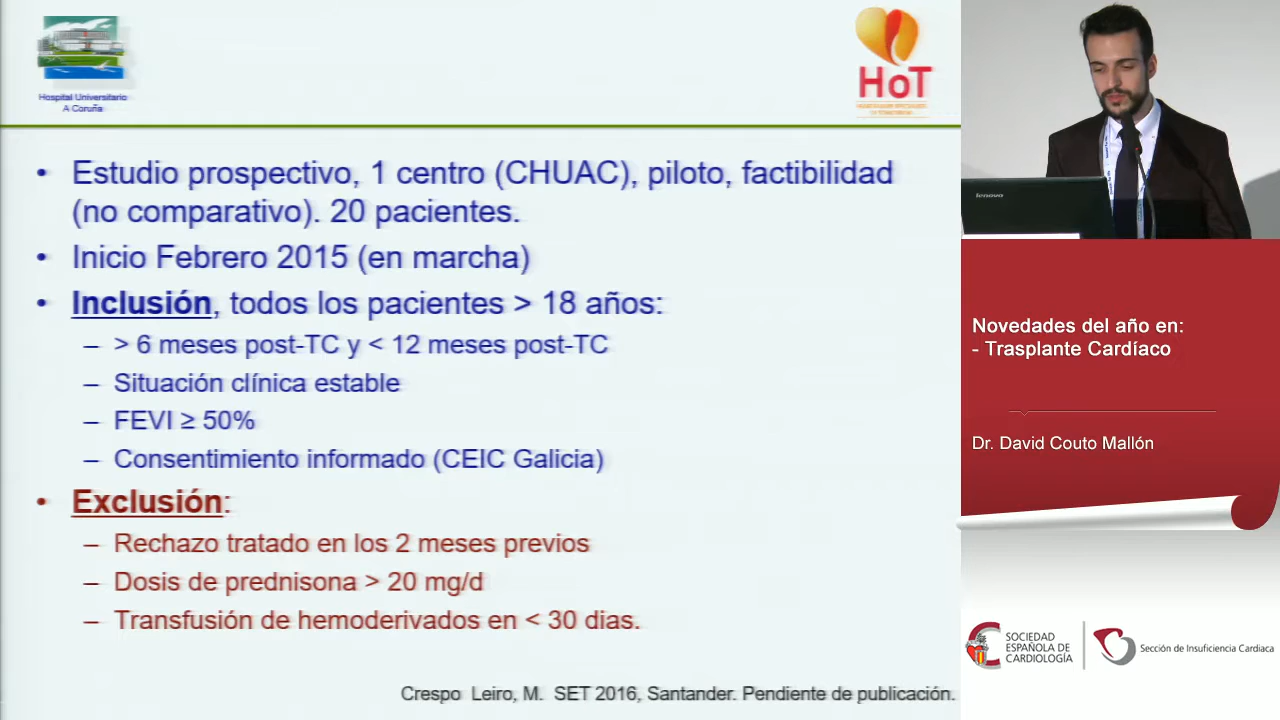 Hospital Universitario
A Coruña
HoT
• Estudio prospectivo, 1 centro (CHUAC), piloto, factibilidad
(no comparativo). 20 pacientes.
• Inicio Febrero 2015 (en marcha)
• Inclusión, todos los pacientes > 18 años:
– > 6 meses post-TC y < 12 meses post-TC
– Situación clínica estable
– FEVI ≥ 50%
– Consentimiento informado (CEIC Galicia)
• Exclusión:
– Rechazo tratado en los 2 meses previos
– Dosis de prednisona > 20 mg/d
– Transfusión de hemoderivados en < 30 dias.
Crespo Leiro, M. SET 2016, Santander. Pendiente de publicación.
lenovo
Novedades del año en:
- Trasplante Cardíaco
Dr. David Couto Mallón
SOCIEDAD
ESPAÑOLA DE
CARDIOLOGÍA
Sección de Insuficiencia Cardiaca